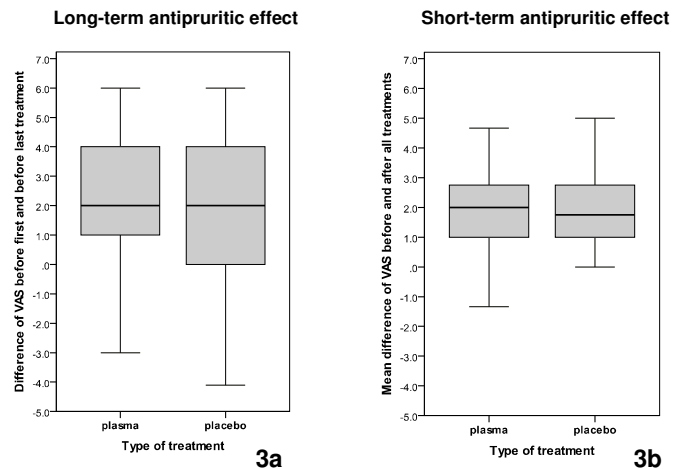 Long-term antipruritic effect
Difference of VAS before first and before last treatment
7.0
6.0
5.0
4.0
3.0
2.0
1.0
.0
-1.0
-2.0
-3.0
-4.0
-5.0
plasma placebo
Type of treatment
3a
Short-term antipruritic effect
Mean difference of VAS before and after all treatments
7.0
6.0
5.0
4.0
3.0
2.0
1.0
.0
-1.0
-2.0
-3.0
-4.0
-5.0
plasma placebo
Type of treatment
3b